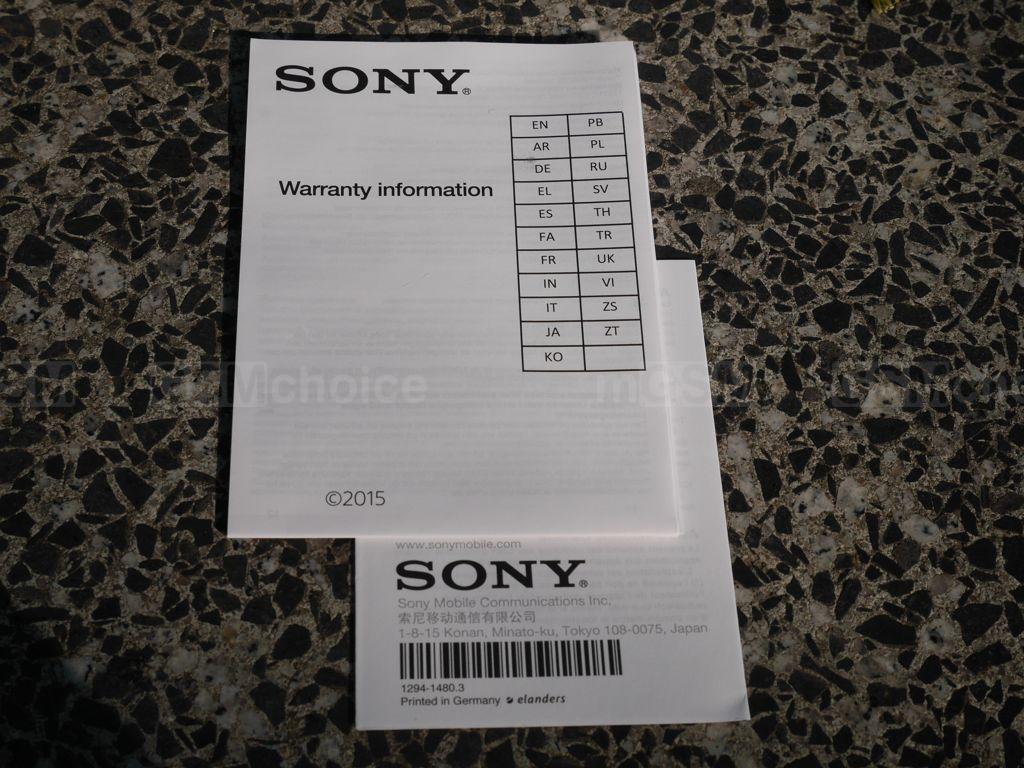 SONY®
Warranty information
EN PB
AR PL
DE RU
EL SV
ES TH
FA TR
FR UK
IN VI
IT ZS
JA ZT
KO
mGSMchoice
©2015
www.sonymobile.com
SONY®
Sony Mobile Communications Inc.
索尼移动通信有限公司
1-8-15 Konan, Minato-ku, Tokyo 108-0075, Japan
1294-1480.3
Printed in Germany elanders